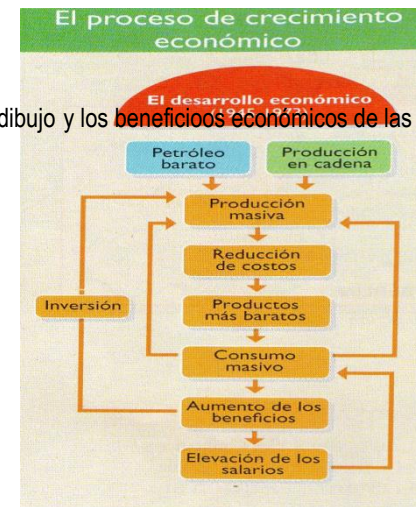 El proceso de crecimiento
económico
El desarrollo económico
(1945-1973)
dibujo y los beneficioos económicos de las
Petróleo
barato
Producción
en cadena
Producción
masiva
Reducción
de costos
Inversión
Productos
más baratos
Consumo
masivo
Aumento de los
beneficios
Elevación de los
salarios